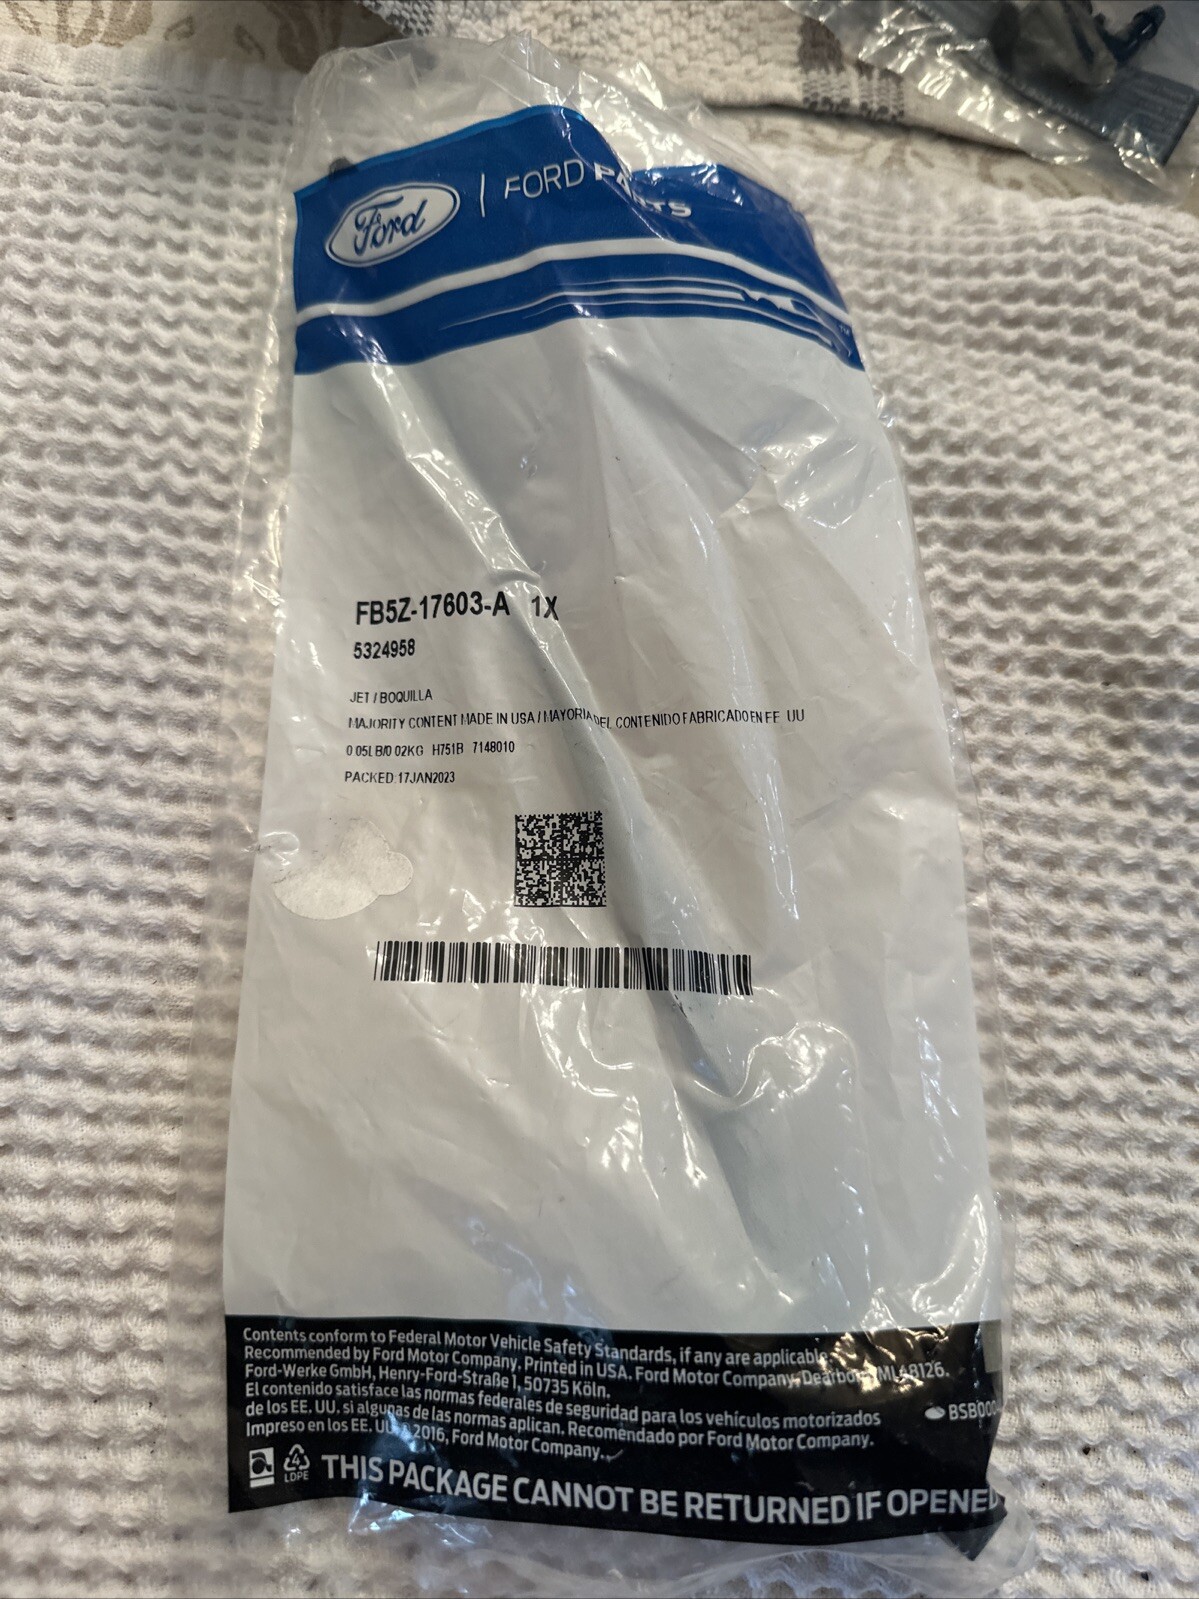 Ford | FORD PARTS
FB5Z-17603-A 1X
5324958
JET / BOQUILLA
MAJORITY CONTENT MADE IN USA / MAYORIA DEL CONTENIDO FABRICADO EN EE UU
0 05LB/0 02KG H751B 7148010
PACKED 17JAN2023
Contents conform to Federal Motor Vehicle Safety Standards, if any are applicable.
Recommended by Ford Motor Company, Printed in USA. Ford Motor Company, Dearborn, MI 48126.
Ford-Werke GmbH, Henry-Ford-Straße 1, 50735 Köln.
El contenido satisface las normas federales de seguridad para los vehículos motorizados
de los EE. UU. si algunas de las normas aplican. Recomendado por Ford Motor Company.
Impreso en los EE. UU. 2016, Ford Motor Company.
4
LDPE
THIS PACKAGE CANNOT BE RETURNED IF OPENED